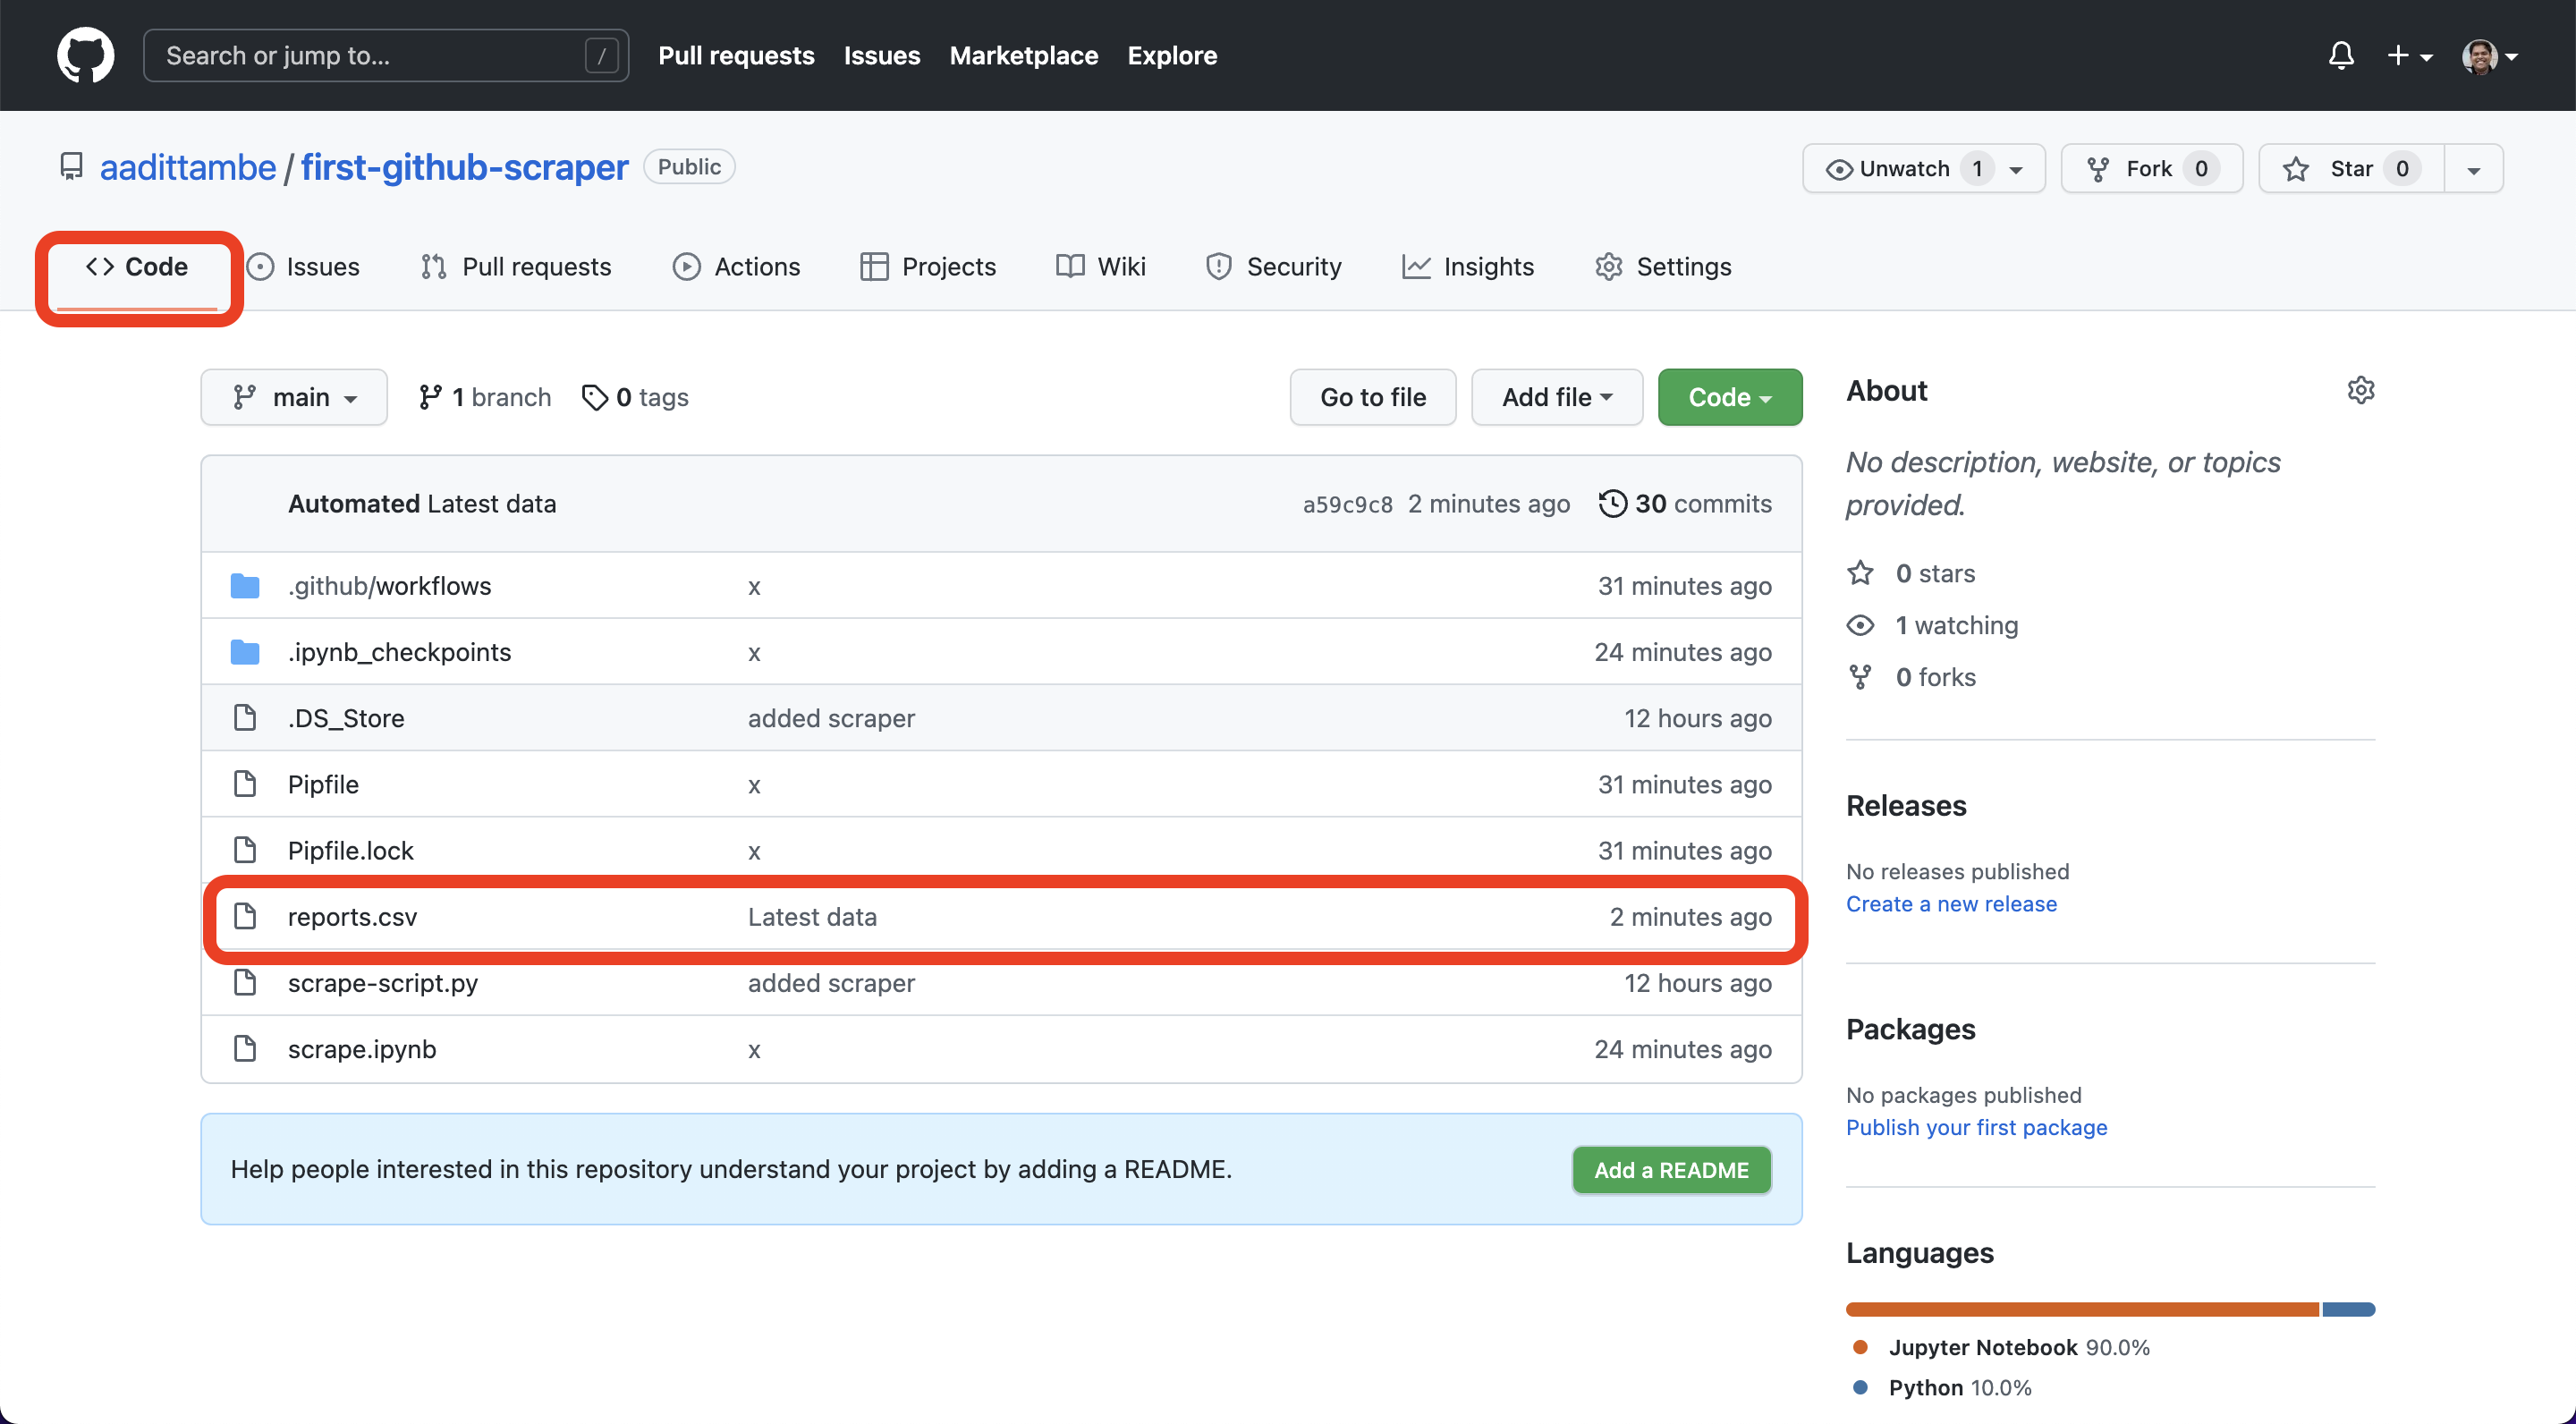 Search or jump to... /
Pull requests Issues Marketplace Explore
aadittambe / first-github-scraper Public
Unwatch 1 Fork 0 Star 0
Code Issues Pull requests Actions Projects Wiki Security Insights Settings
main 1 branch 0 tags
Go to file Add file Code
Automated Latest data a59c9c8 2 minutes ago 30 commits
.github/workflows x 31 minutes ago
.ipynb_checkpoints x 24 minutes ago
.DS_Store added scraper 12 hours ago
Pipfile x 31 minutes ago
Pipfile.lock x 31 minutes ago
reports.csv Latest data 2 minutes ago
scrape-script.py added scraper 12 hours ago
scrape.ipynb x 24 minutes ago
Help people interested in this repository understand your project by adding a README. Add a README
About
No description, website, or topics
provided.
0 stars
1 watching
0 forks
Releases
No releases published
Create a new release
Packages
No packages published
Publish your first package
Languages
Jupyter Notebook 90.0%
Python 10.0%